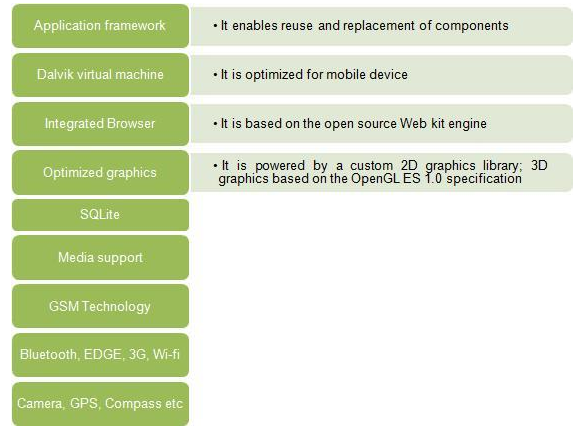 Application framework
• It enables reuse and replacement of components
Dalvik virtual machine
• It is optimized for mobile device
Integrated Browser
• It is based on the open source Web kit engine
Optimized graphics
• It is powered by a custom 2D graphics library; 3D
graphics based on the OpenGL ES 1.0 specification
SQLite
Media support
GSM Technology
Bluetooth, EDGE, 3G, Wi-fi
Camera, GPS, Compass etc